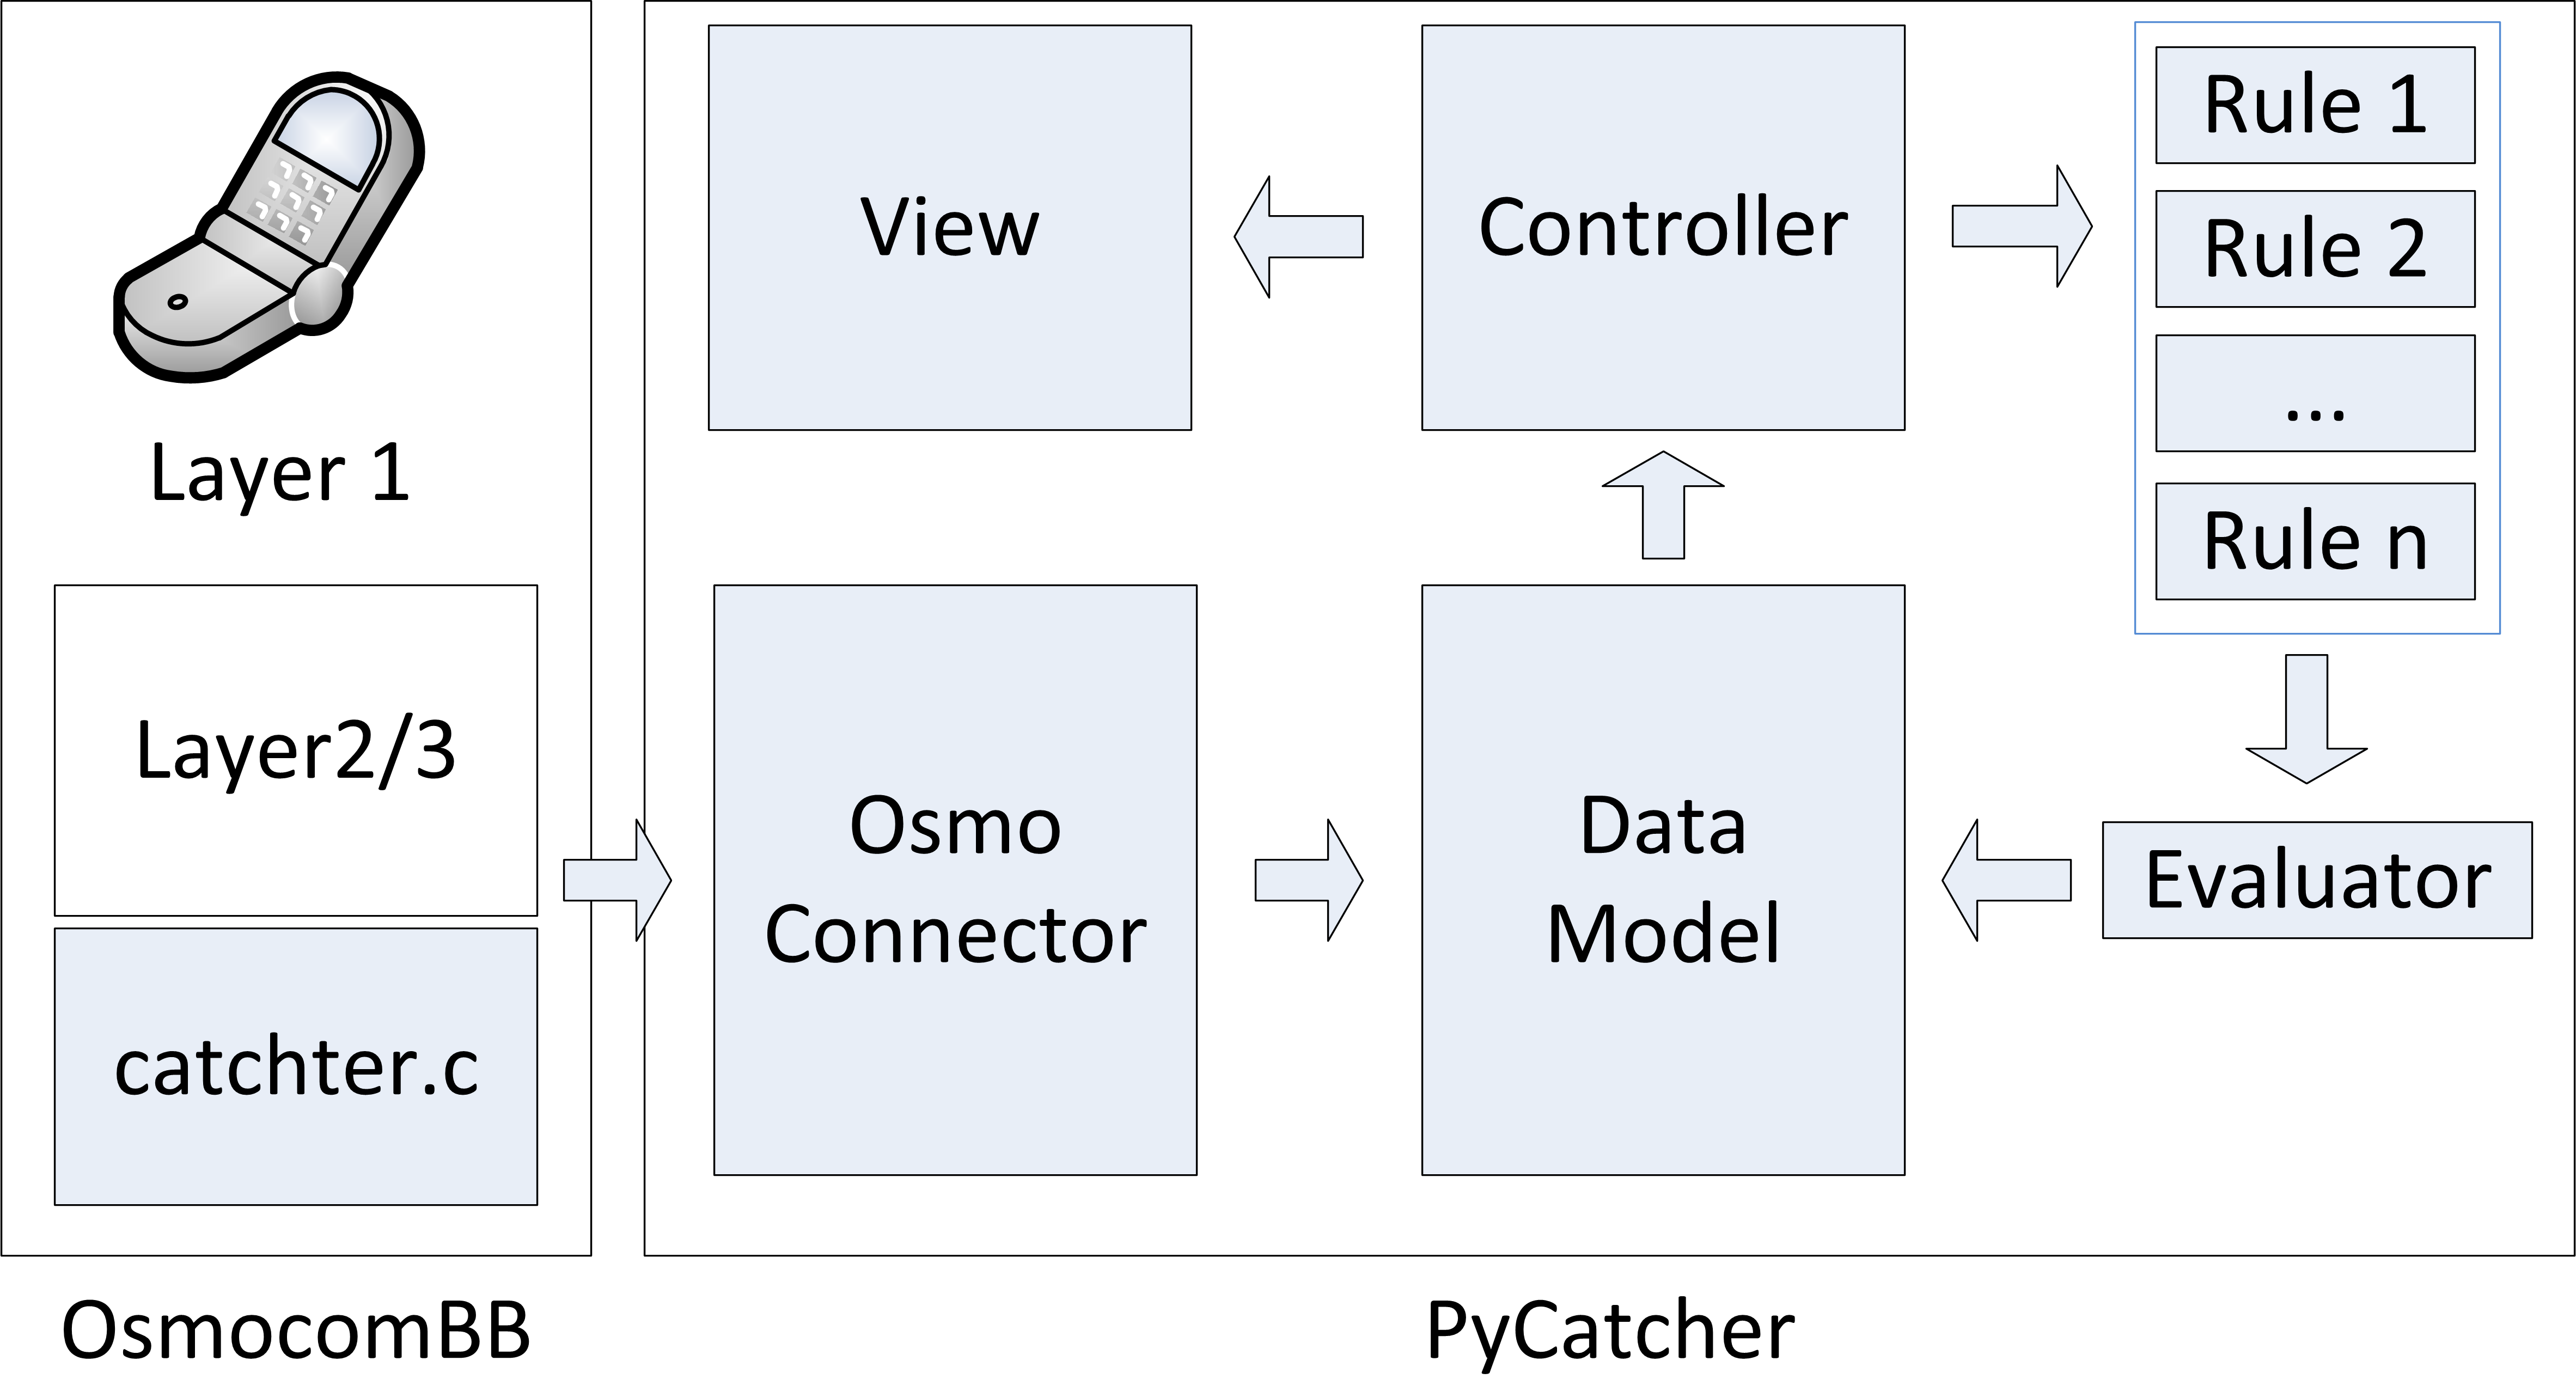 Layer 1
Layer2/3
catchter.c
OsmocomBB
View
Controller
Rule 1
Rule 2
...
Rule n
Osmo
Connector
Data
Model
Evaluator
PyCatcher